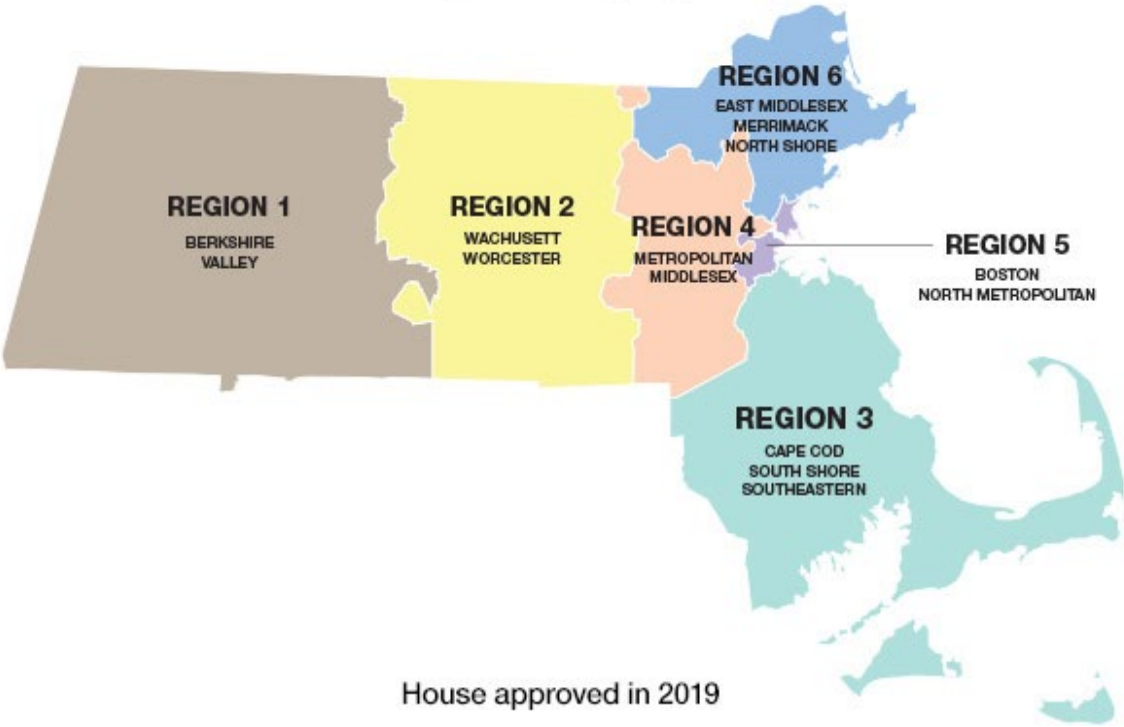 REGION 6
EAST MIDDLESEX
MERRIMACK
NORTH SHORE
REGION 1
BERKSHIRE
VALLEY
REGION 2
WACHUSETT
WORCESTER
REGION 4
METROPOLITAN
MIDDLESEX
REGION 5
BOSTON
NORTH METROPOLITAN
REGION 3
CAPE COD
SOUTH SHORE
SOUTHEASTERN
House approved in 2019